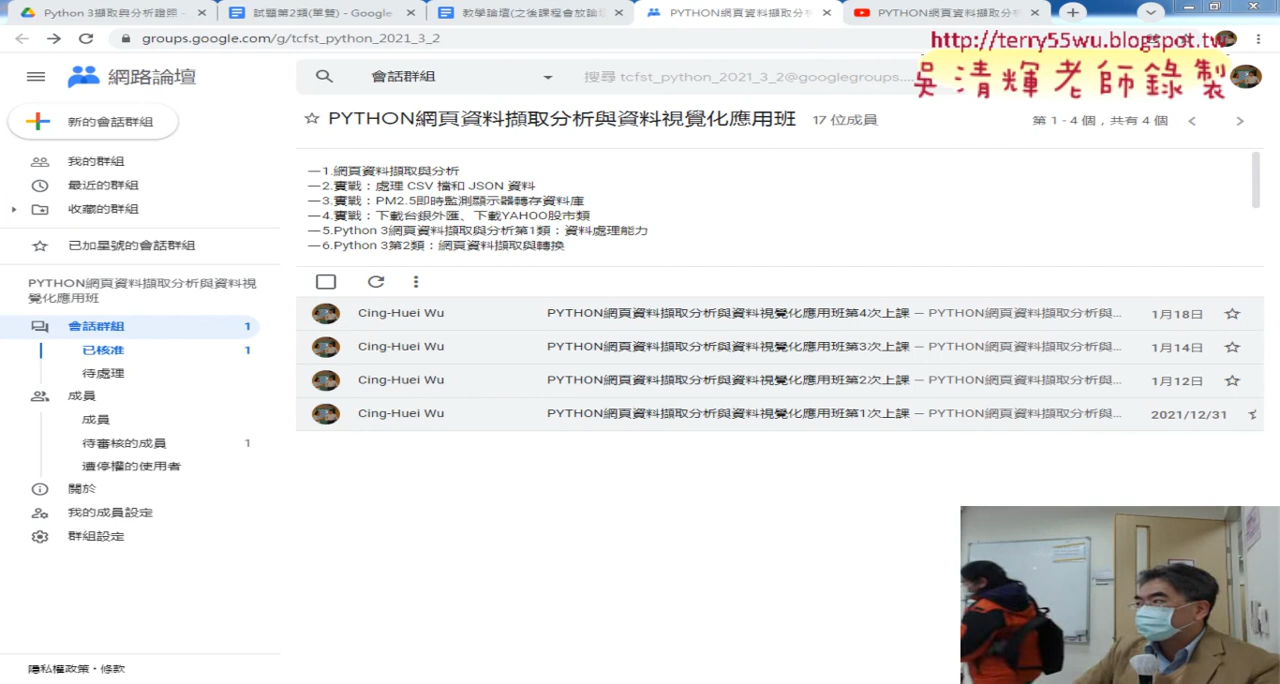 Python 3擷取與分析證照 -
試題第2類(單雙) - Google
教學論壇(之後課程會放論壇
PYTHON網頁資料擷取分析
PYTHON網頁資料擷取分析
groups.google.com/g/tcfst_python_2021_3_2
http://terry55wu.blogspot.tw
吳清輝老師錄製
網路論壇
會話群組
搜尋 tcfst_python_2021_3_2@googlegroups....
新的會話群組
PYTHON網頁資料擷取分析與資料視覺化應用班
17 位成員
第 1 - 4 個，共有 4 個
我的群組
最近的群組
收藏的群組
已加星號的會話群組
PYTHON網頁資料擷取分析與資料視
覺化應用班
會話群組 1
已核准 1
待處理
成員
成員
待審核的成員 1
遭停權的使用者
關於
我的成員設定
群組設定
隱私權政策・條款
—1.網頁資料擷取與分析
—2.實戰：處理 CSV 檔和 JSON 資料
—3.實戰：PM2.5即時監測顯示器轉存資料庫
—4.實戰：下載台銀外匯、下載YAHOO股市類
—5.Python 3網頁資料擷取與分析第1類：資料處理能力
—6.Python 3第2類：網頁資料擷取與轉換
Cing-Huei Wu PYTHON網頁資料擷取分析與資料視覺化應用班第4次上課 — PYTHON網頁資料擷取分析與... 1月18日
Cing-Huei Wu PYTHON網頁資料擷取分析與資料視覺化應用班第3次上課 — PYTHON網頁資料擷取分析與... 1月14日
Cing-Huei Wu PYTHON網頁資料擷取分析與資料視覺化應用班第2次上課 — PYTHON網頁資料擷取分析與... 1月12日
Cing-Huei Wu PYTHON網頁資料擷取分析與資料視覺化應用班第1次上課 — PYTHON網頁資料擷取分析與... 2021/12/31